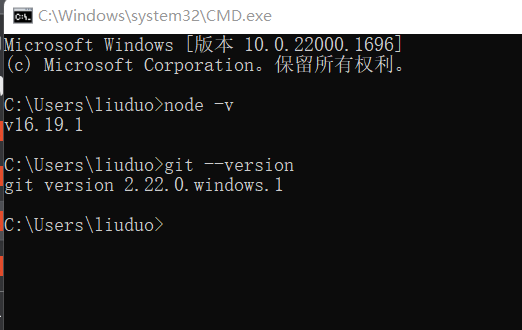 C:\Windows\system32\CMD.exe
Microsoft Windows [版本 10.0.22000.1696]
(c) Microsoft Corporation。保留所有权利。
C:\Users\liuduo>node -v
v16.19.1
C:\Users\liuduo>git --version
git version 2.22.0.windows.1
C:\Users\liuduo>